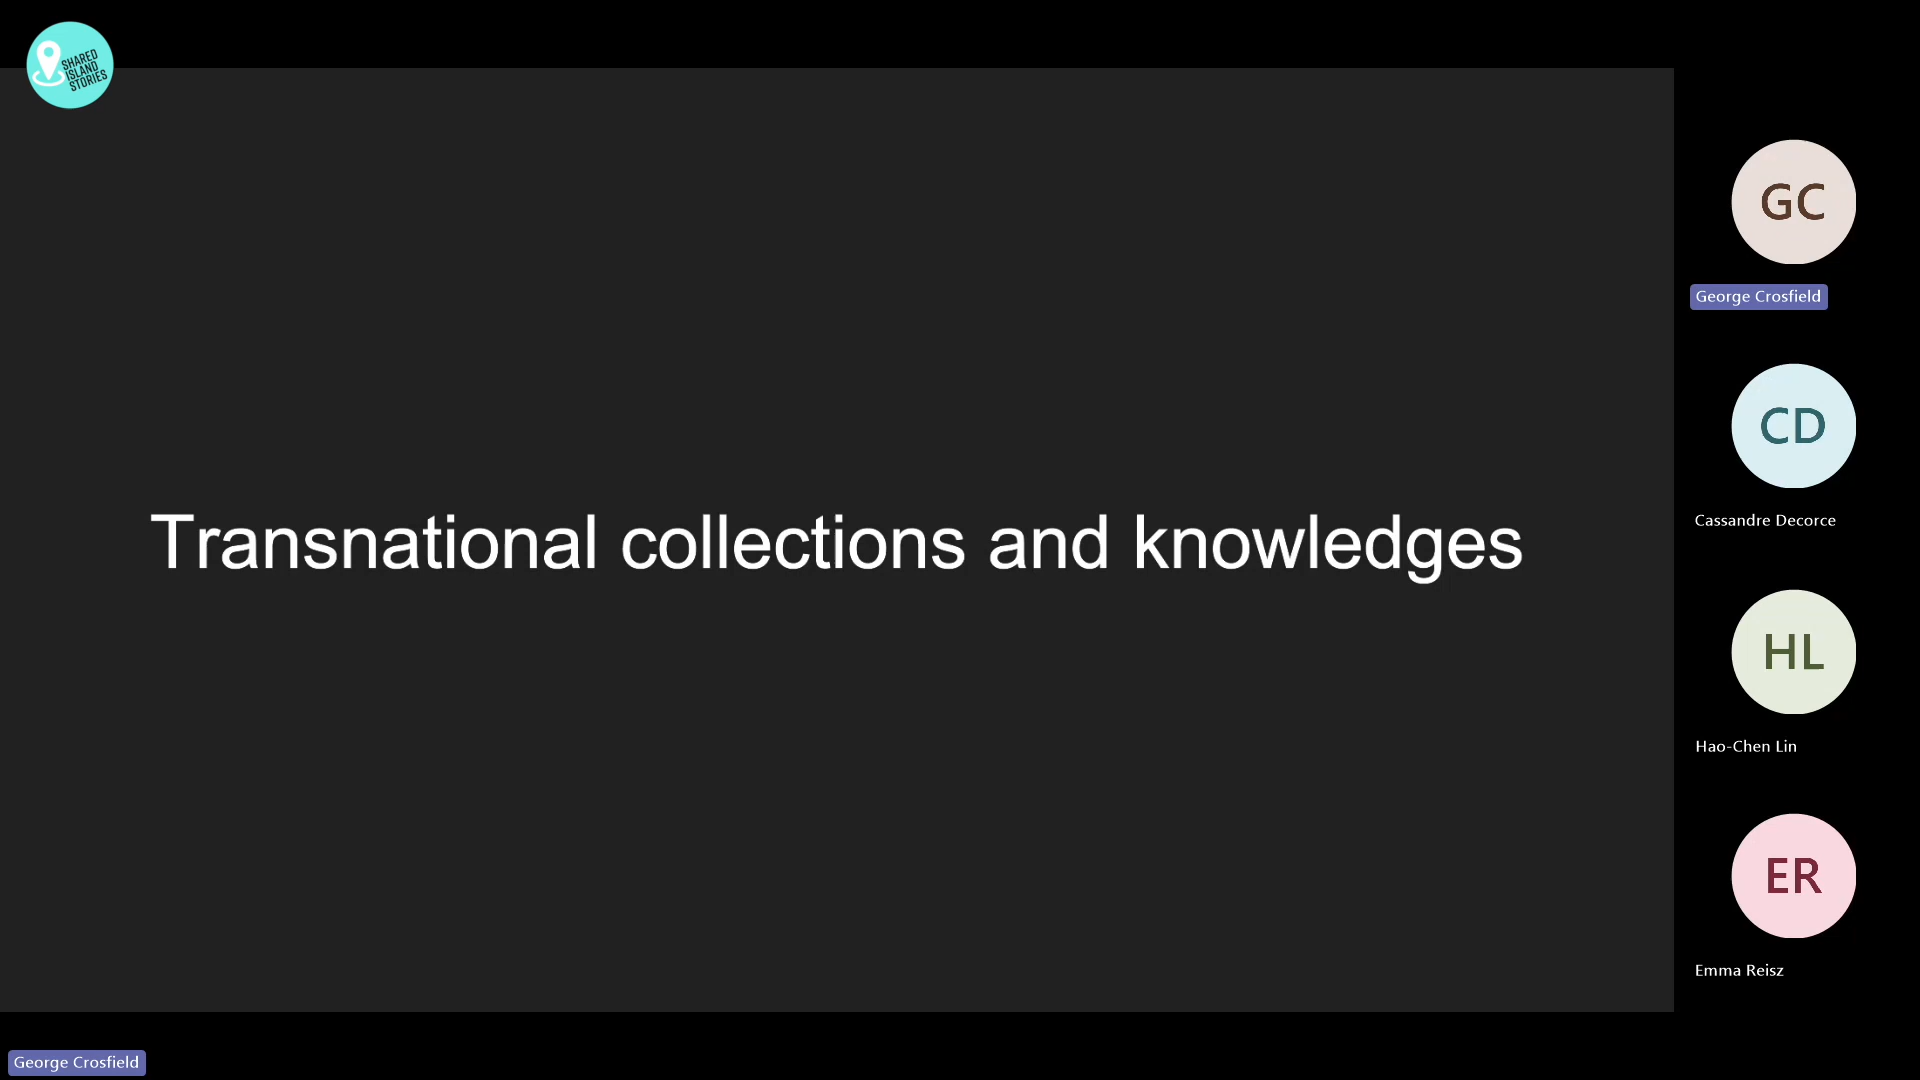 SHARED
ISLAND
STORIES
Transnational collections and knowledges
GC
George Crosfield
CD
Cassandre Decorce
HL
Hao-Chen Lin
ER
Emma Reisz
George Crosfield